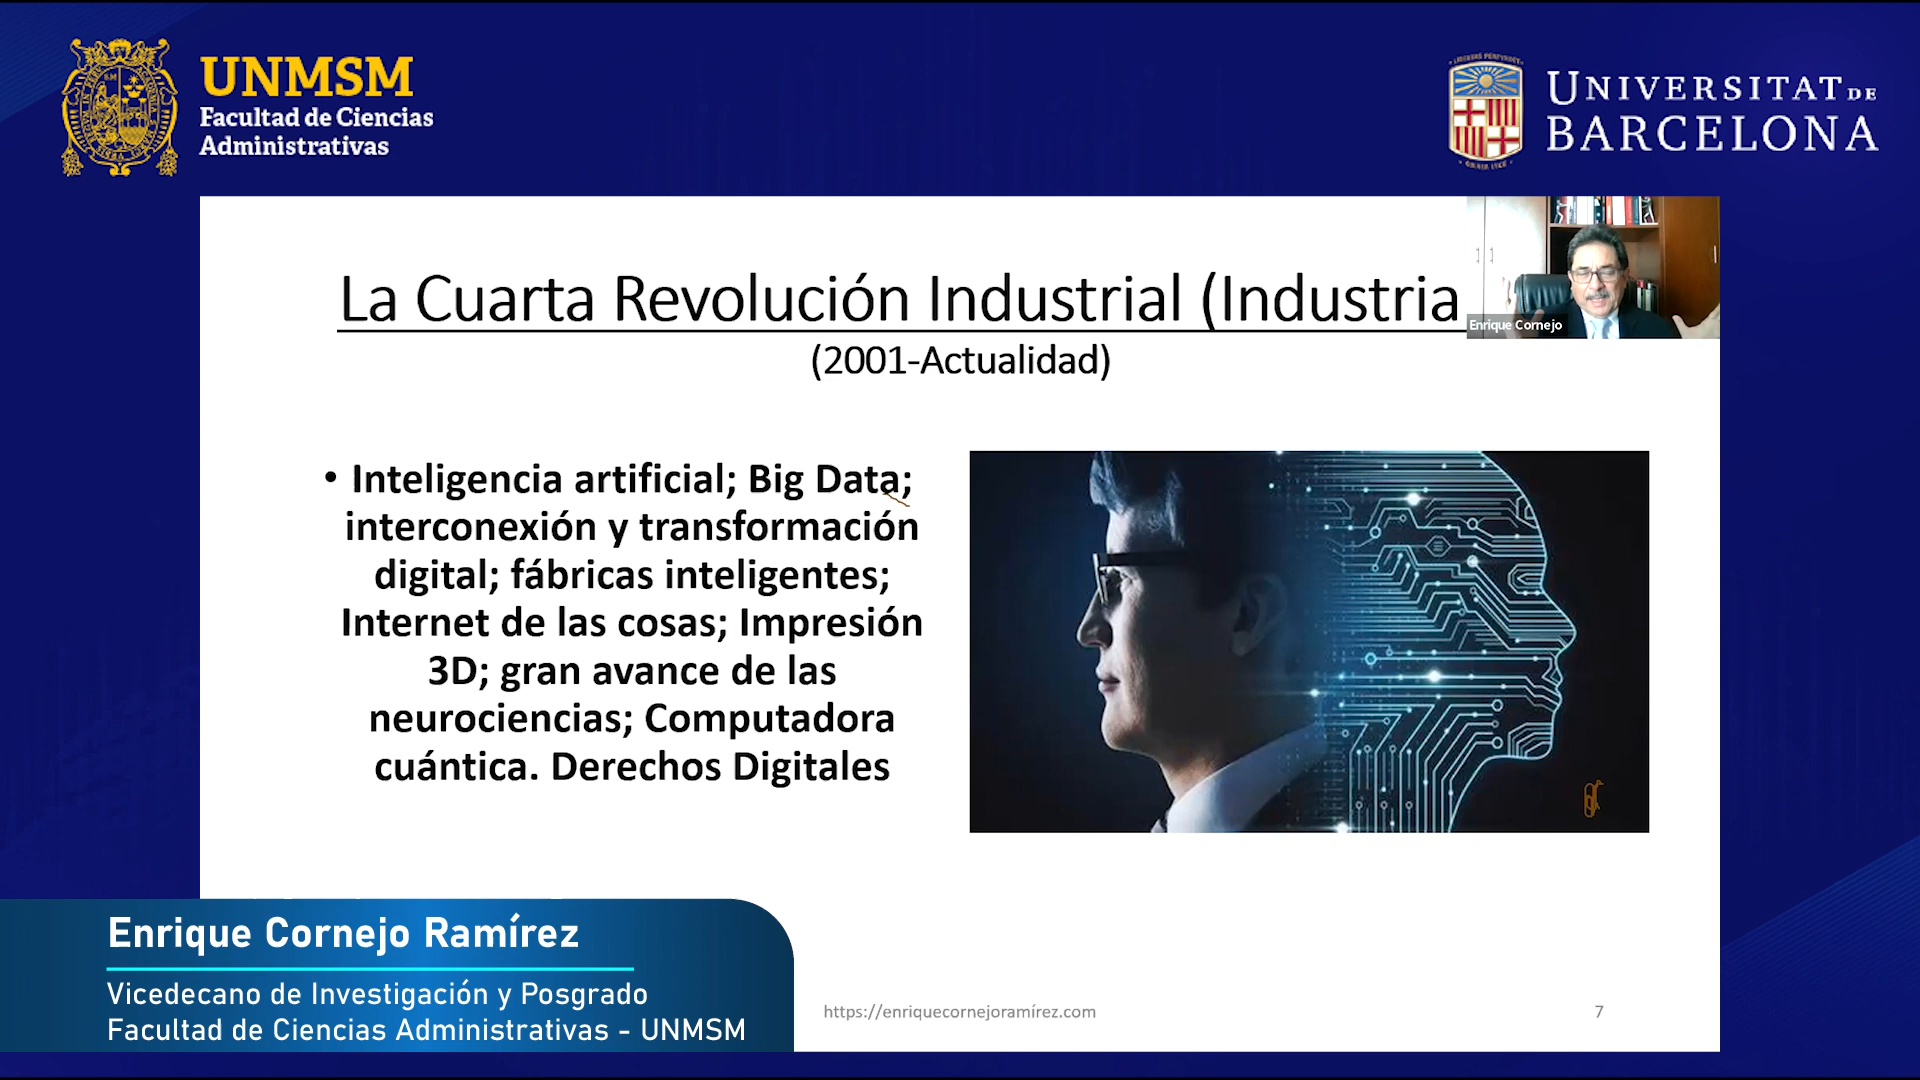 UNMSM
Facultad de Ciencias
Administrativas
UNIVERSITAT DE
BARCELONA
La Cuarta Revolución Industrial (Industria
(2001-Actualidad)
Enrique Cornejo
• Inteligencia artificial; Big Data;
interconexión y transformación
digital; fábricas inteligentes;
Internet de las cosas; Impresión
3D; gran avance de las
neurociencias; Computadora
cuántica. Derechos Digitales
Enrique Cornejo Ramírez
Vicedecano de Investigación y Posgrado
Facultad de Ciencias Administrativas - UNMSM
https://enriquecornejoramírez.com
7